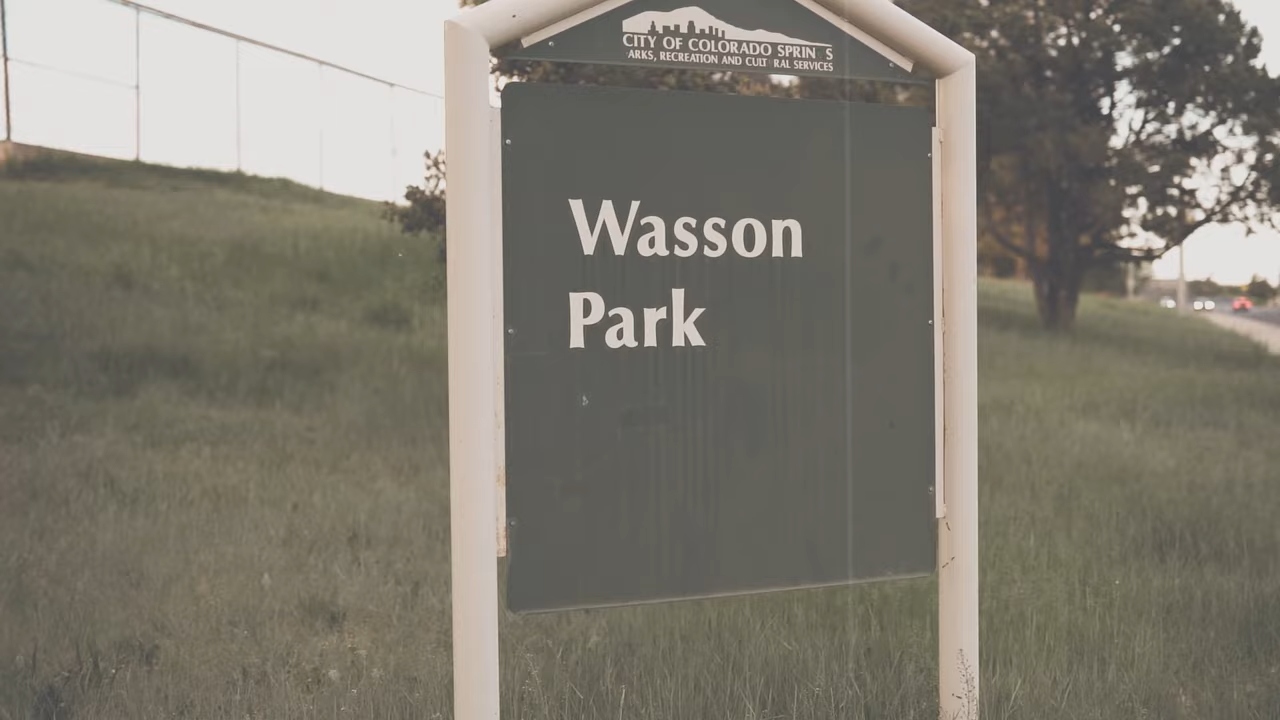 CITY OF COLORADO SPRIN S
ARKS, RECREATION AND CULT RAL SERVICES
Wasson
Park